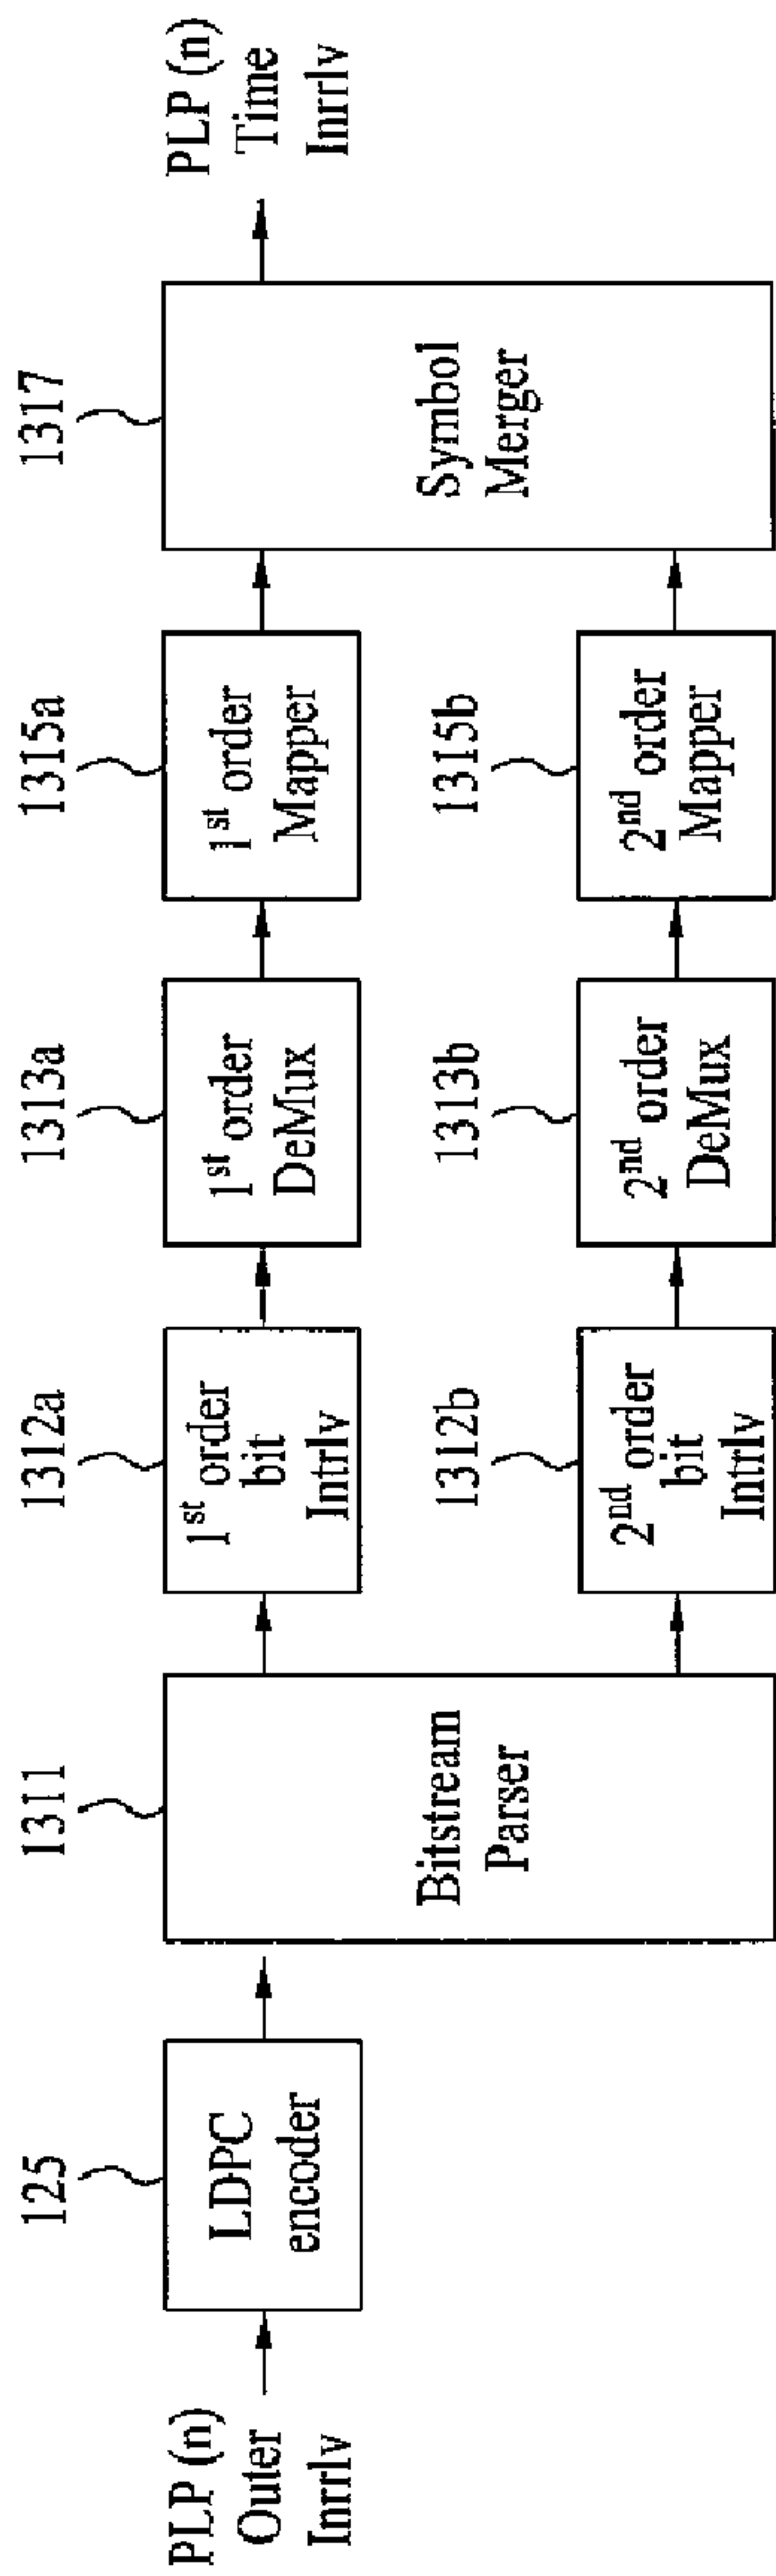 PLP (n)
Outer
Inrrlv
125
LDPC
encoder
1311
Bitstream
Parser
1312a
1st order
bit
Intrlv
1313a
1st order
DeMux
1315a
1st order
Mapper
1312b
2nd order
bit
Intrlv
1313b
2nd order
DeMux
1315b
2nd order
Mapper
1317
Symbol
Merger
PLP (n)
Time
Inrrlv